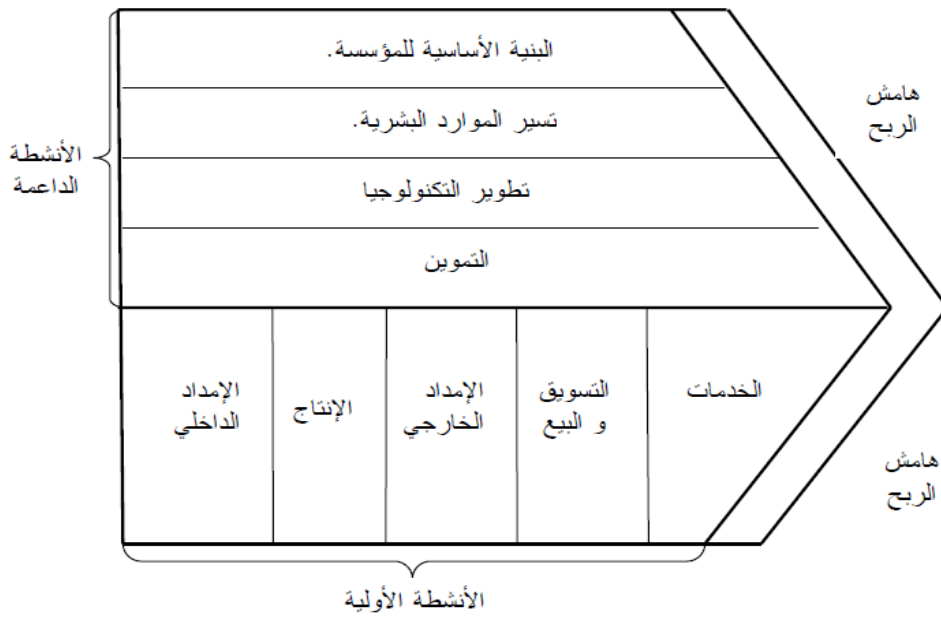 البنية الأساسية للمؤسسة.
هامش
الربح
تسير الموارد البشرية.
الأنشطة
الداعمة
تطوير التكنولوجيا
التموين
الإمداد
الداخلي
الإنتاج
الإمداد
الخارجي
التسويق
و البيع
الخدمات
هامش
الربح
الأنشطة الأولية